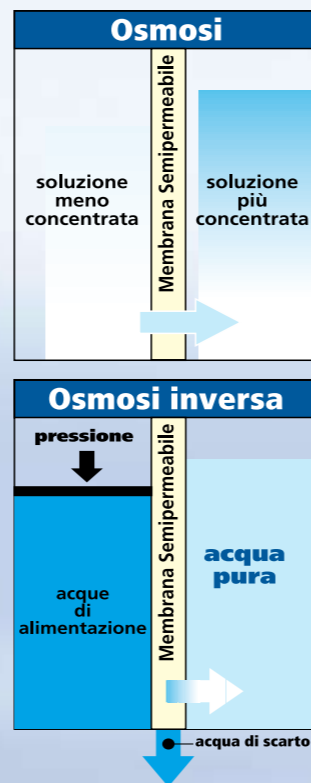 Osmosi
soluzione
meno
concentrata
Membrana Semipermeabile
soluzione
più
concentrata
Osmosi inversa
pressione
acque
di
alimentazione
Membrana Semipermeabile
acqua
pura
acqua di scarto